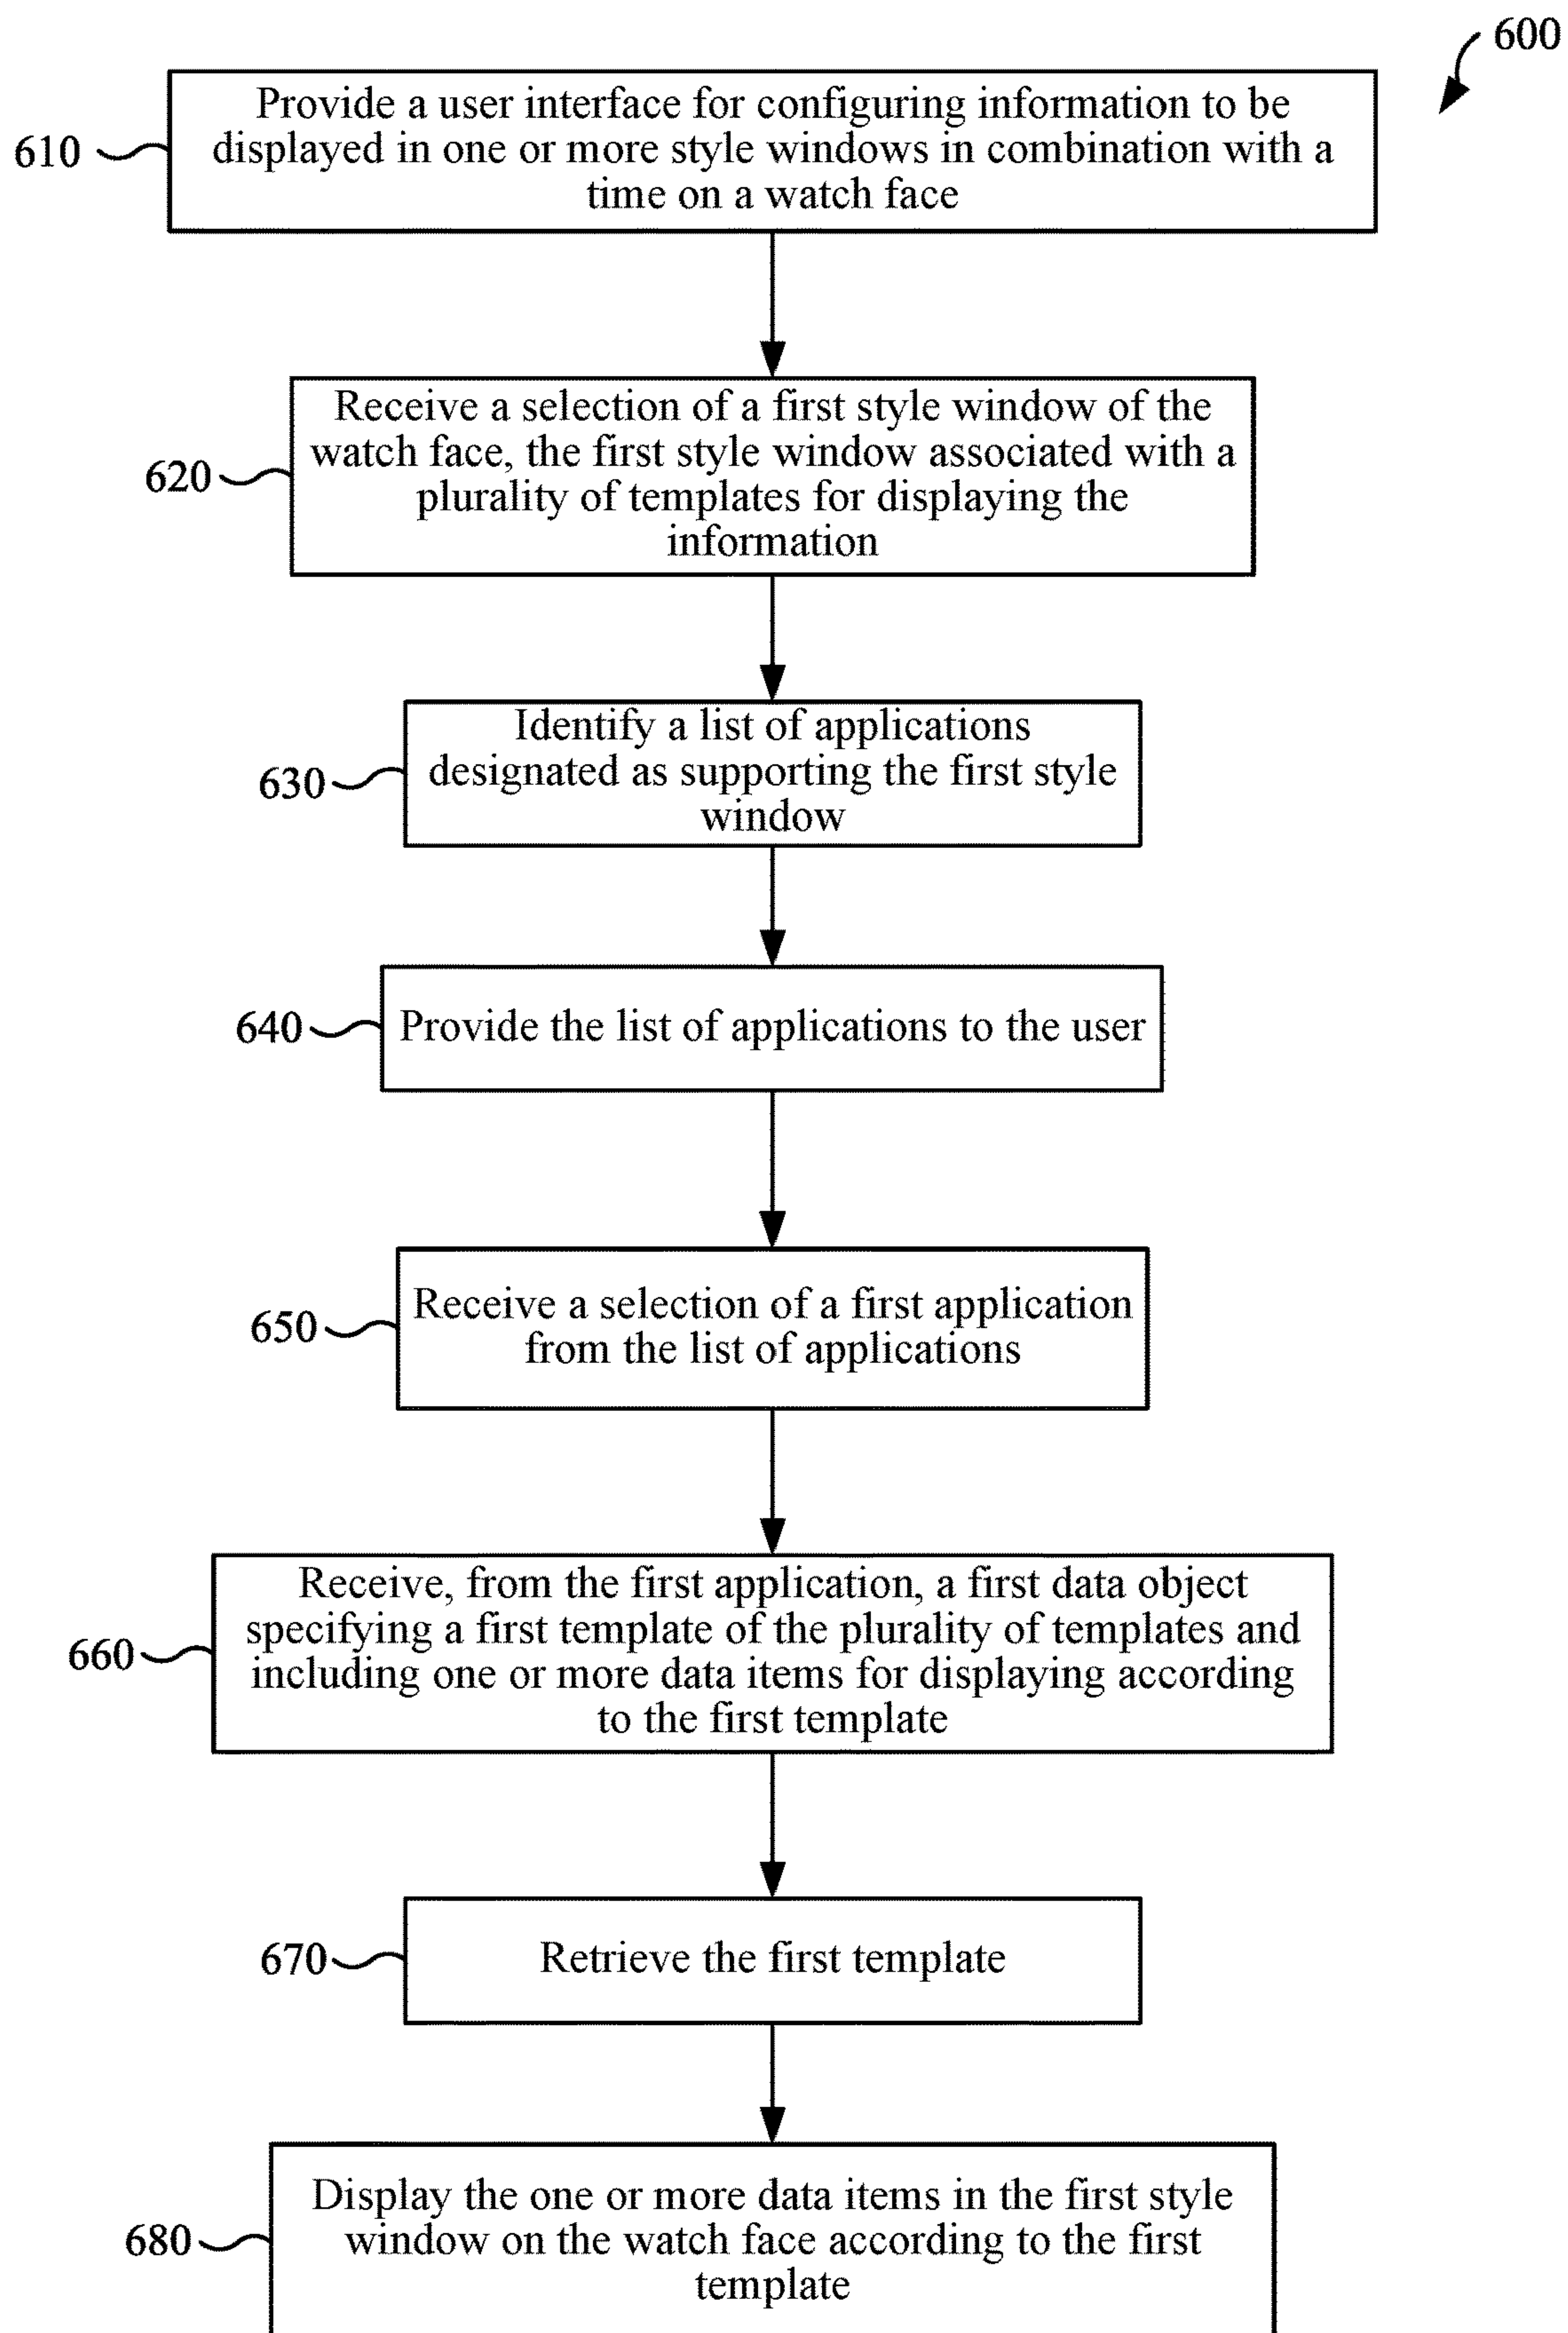 600
610
Provide a user interface for configuring information to be
displayed in one or more style windows in combination with a
time on a watch face
620
Receive a selection of a first style window of the
watch face, the first style window associated with a
plurality of templates for displaying the
information
630
Identify a list of applications
designated as supporting the first style
window
640
Provide the list of applications to the user
650
Receive a selection of a first application
from the list of applications
660
Receive, from the first application, a first data object
specifying a first template of the plurality of templates and
including one or more data items for displaying according
to the first template
670
Retrieve the first template
680
Display the one or more data items in the first style
window on the watch face according to the first
template